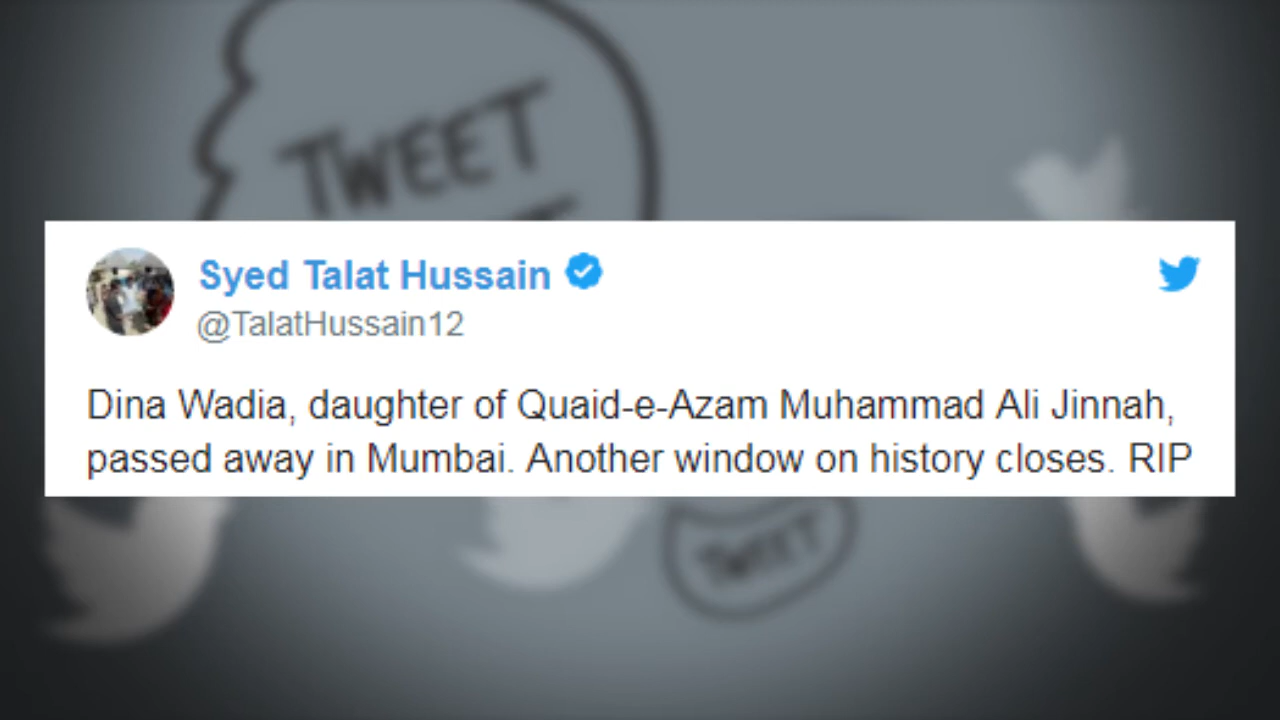 TWEET
Syed Talat Hussain
@TalatHussain12
Dina Wadia, daughter of Quaid-e-Azam Muhammad Ali Jinnah,
passed away in Mumbai. Another window on history closes. RIP
TWEET